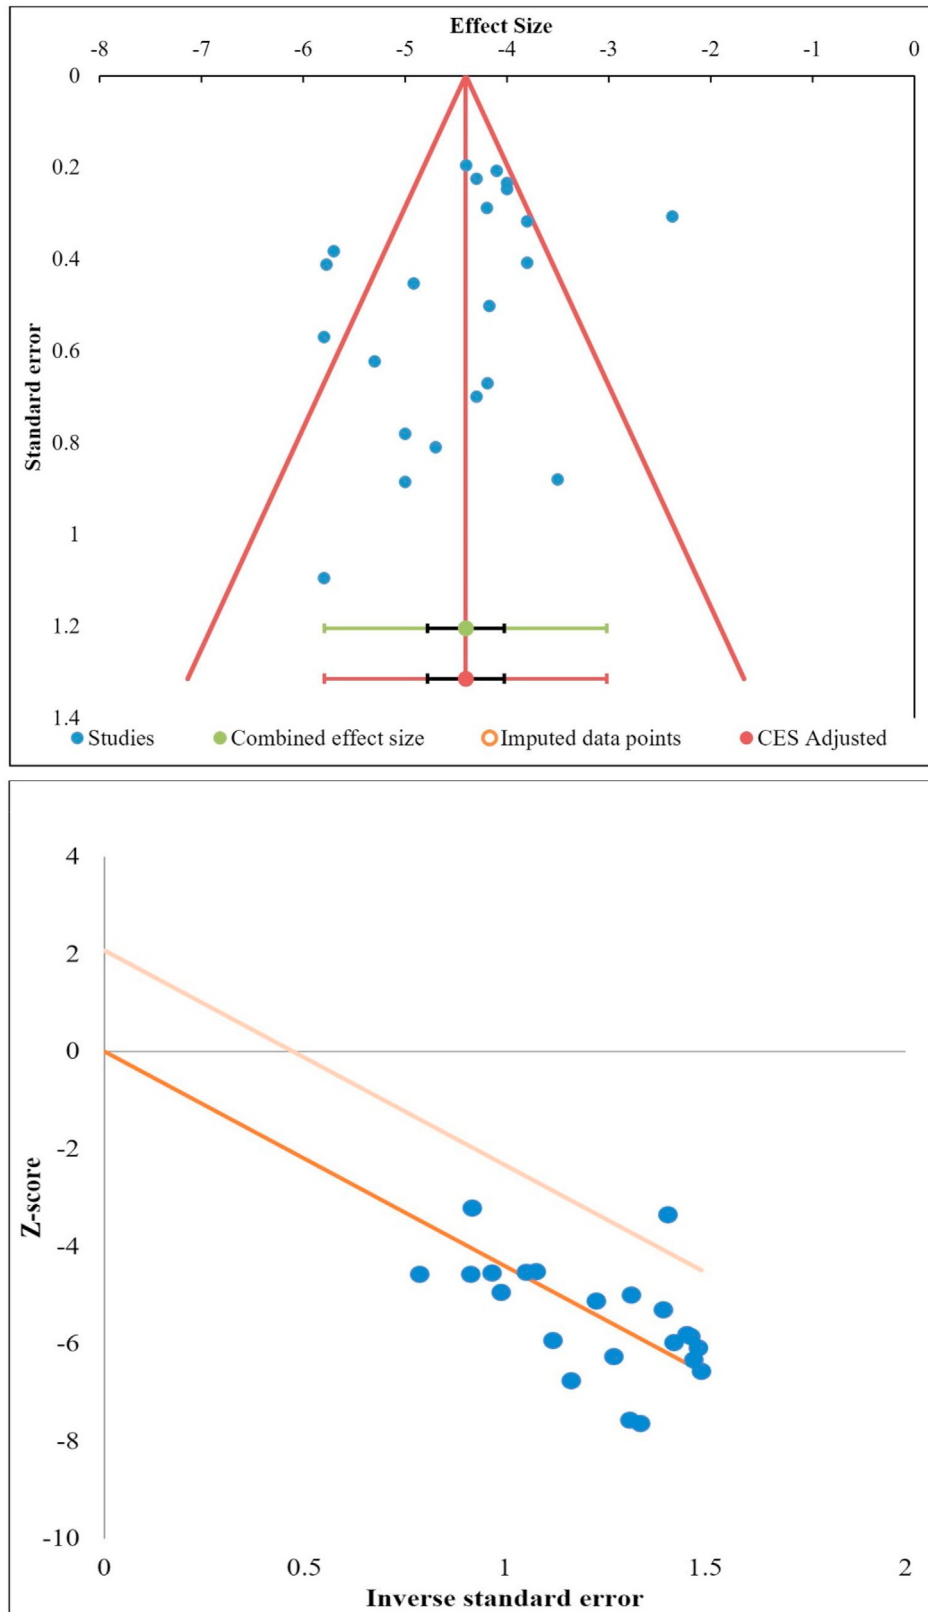 Effect Size
-8 -7 -6 -5 -4 -3 -2 -1 0
0
0.2
0.4
0.6
0.8
1
1.2
1.4
Standard error
Studies Combined effect size Imputed data points CES Adjusted
4
2
0
-2
-4
-6
-8
-10
Z-score
0 0.5 1 1.5 2
Inverse standard error